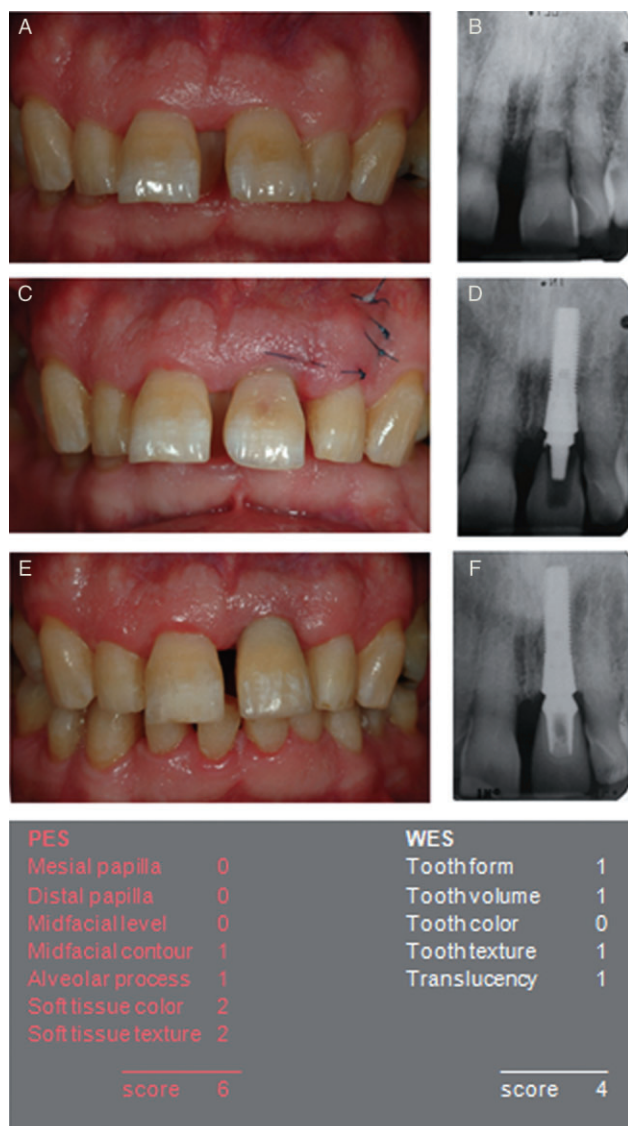 A
B
C
D
E
F
PES
Mesial papilla 0
Distal papilla 0
Midfacial level 0
Midfacial contour 1
Alveolar process 1
Soft tissue color 2
Soft tissue texture 2
score 6
WES
Tooth form 1
Tooth volume 1
Tooth color 0
Tooth texture 1
Translucency 1
score 4